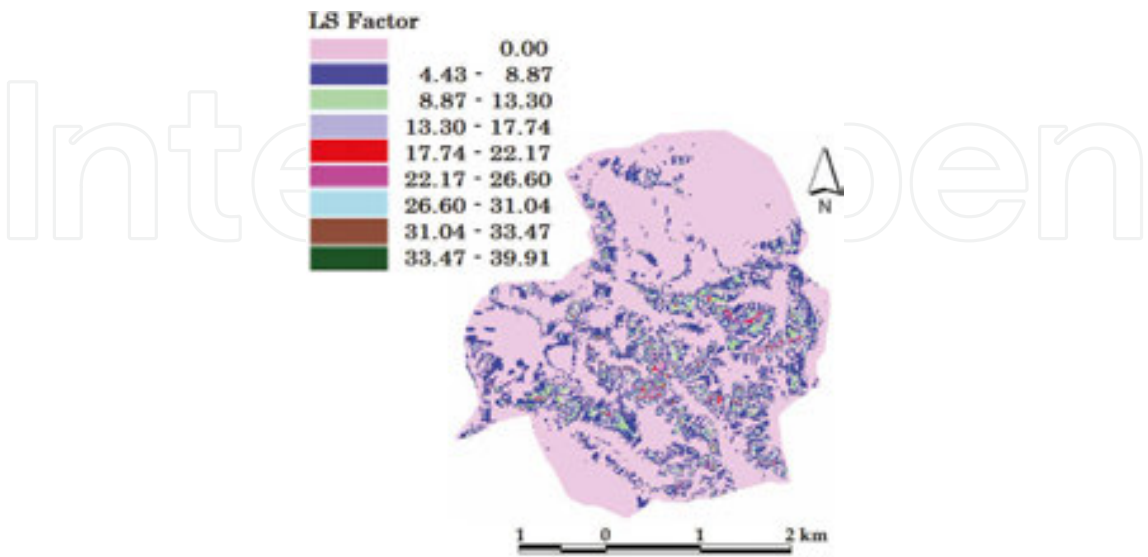 LS Factor
0.00
4.43 - 8.87
8.87 - 13.30
13.30 - 17.74
17.74 - 22.17
22.17 - 26.60
26.60 - 31.04
31.04 - 33.47
33.47 - 39.91
N
1 0 1 2 km